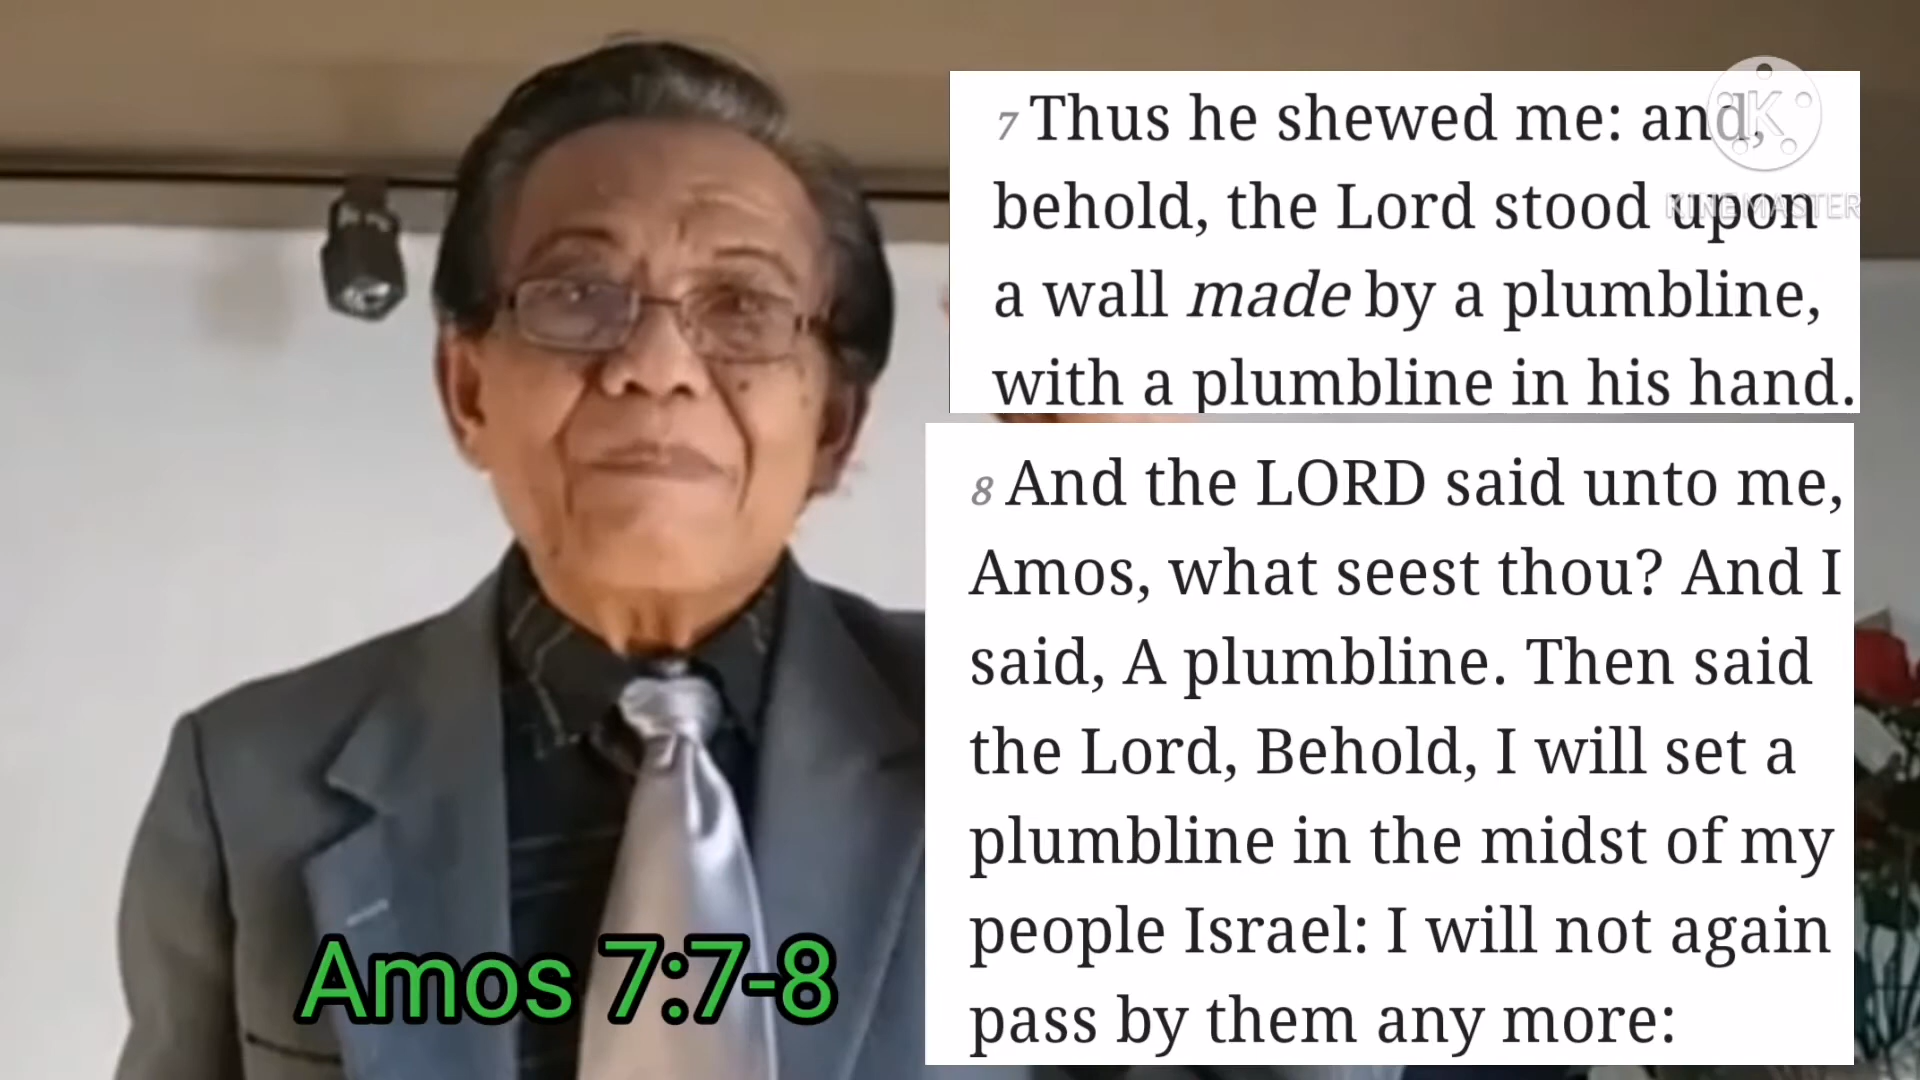 7 Thus he shewed me: and,
behold, the Lord stood upon
a wall made by a plumbline,
with a plumbline in his hand.
8 And the LORD said unto me,
Amos, what seest thou? And I
said, A plumbline. Then said
the Lord, Behold, I will set a
plumbline in the midst of my
people Israel: I will not again
pass by them any more:
Amos 7:7-8
K
KINEMASTER